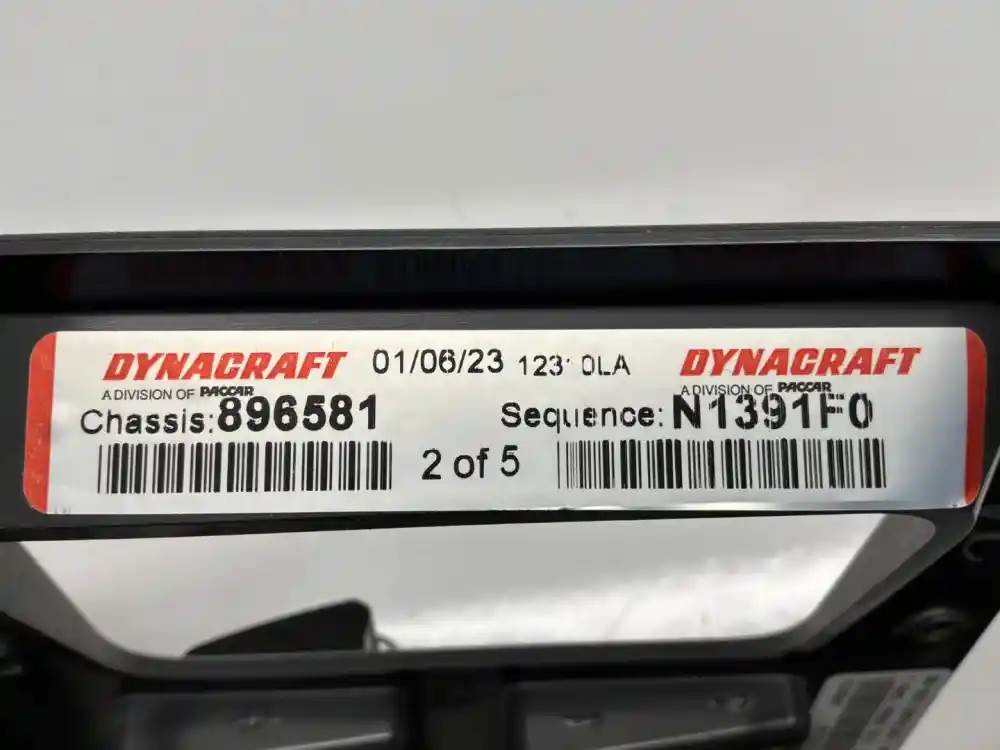 DYNACRAFT 01/06/23 DYNACRAFT
A DIVISION OF PACCAR A DIVISION OF PACCAR
Chassis:896581 Sequence: N1391F0
2 of 5